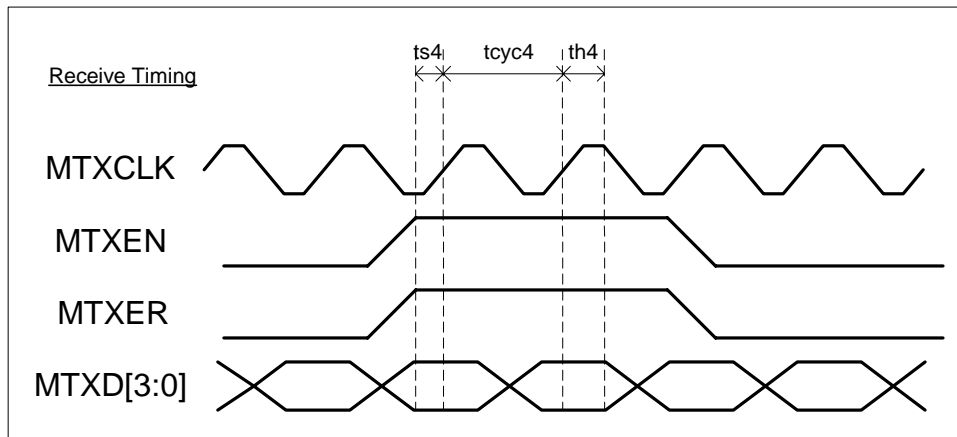 ts4 tcyc4 th4
Receive Timing
MTXCLK
MTXEN
MTXER
MTXD[3:0]